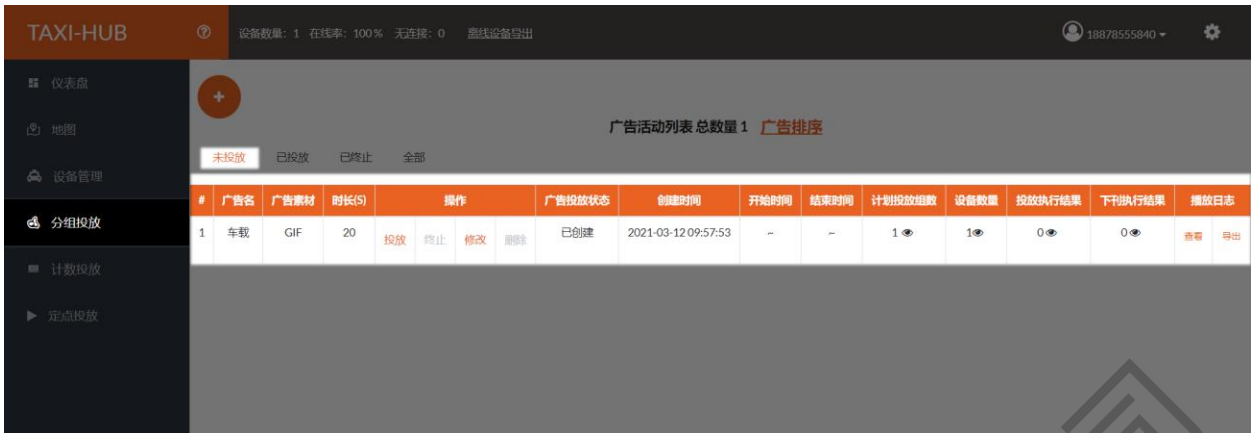 TAXI-HUB
设备数量：1 在线率：100% 无连接：0 离线设备导出
18878555840
仪表盘
地图
设备管理
分组投放
计数投放
定点投放
广告活动列表 总数量 1 广告排序
未投放 已投放 已终止 全部
# 广告名 广告素材 时长(S) 操作 广告投放状态 创建时间 开始时间 结束时间 计划投放组数 设备数量 投放执行结果 下刊执行结果 播放日志
1 车载 GIF 20 投放 终止 修改 删除 已创建 2021-03-12 09:57:53 -- -- 1 1 0 0 查看 导出